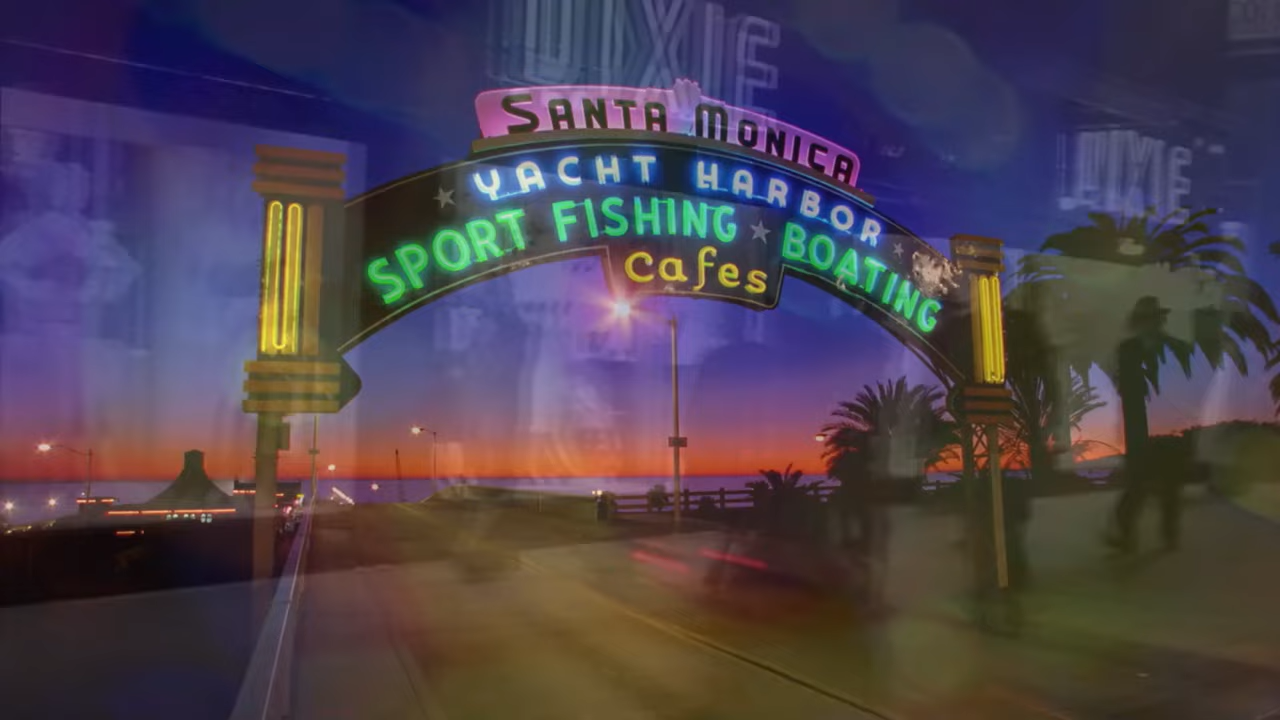 DIXIE
SANTA MONICA
YACHT HARBOR
SPORT FISHING BOATING
Cafes
DIXIE